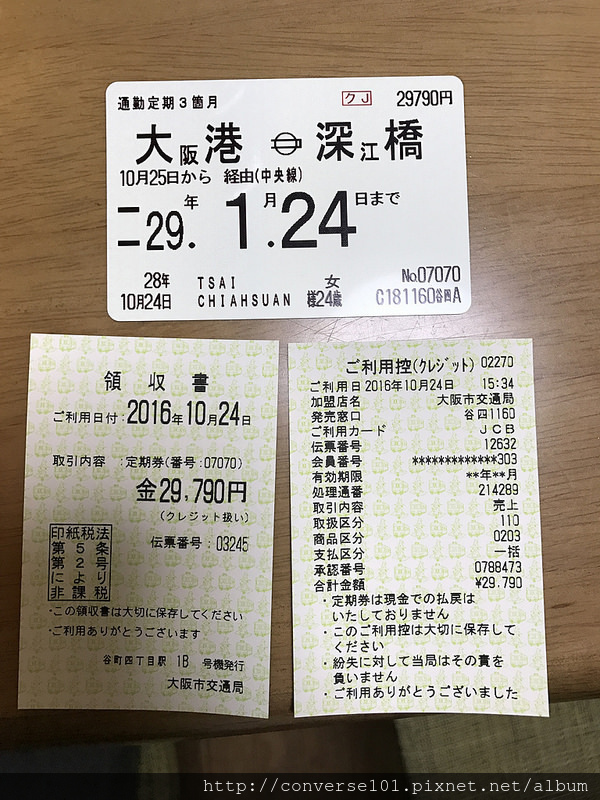 通勤定期3箇月 クJ 29790円
大阪港 深江橋
10月25日から 経由(中央線)
29.年 1月.24日まで
28年 TSAI 女 No.07070
10月24日 CHIAHSUAN 様24歳 C181160谷四A
領収書
ご利用日付:2016年10月24日
取引内容 :定期券(番号:07070)
金29,790円
(クレジット扱い)
印紙税法
第5条
第2号
により
非課税
伝票番号:03245
・この領収書は大切に保存してください
・ご利用ありがとうございます
谷町四丁目駅 1B 号機発行
大阪市交通局
ご利用控(クレジット) 02270
ご利用日 2016年10月24日 15:34
加盟店名 大阪市交通局
発売窓口 谷四1160
ご利用カード JCB
伝票番号 12632
会員番号 *************303
有効期限 **年**月
処理通番 214289
取引内容 売上
取扱区分 110
商品区分 0203
支払区分 一括
承認番号 0788473
合計金額 ¥29.790
・定期券は現金での払戻は
いたしておりません
・このご利用控は大切に保存して
ください
・紛失に対して当局はその責を
負いません
・ご利用ありがとうございました
http://converse101.pixnet.net/album